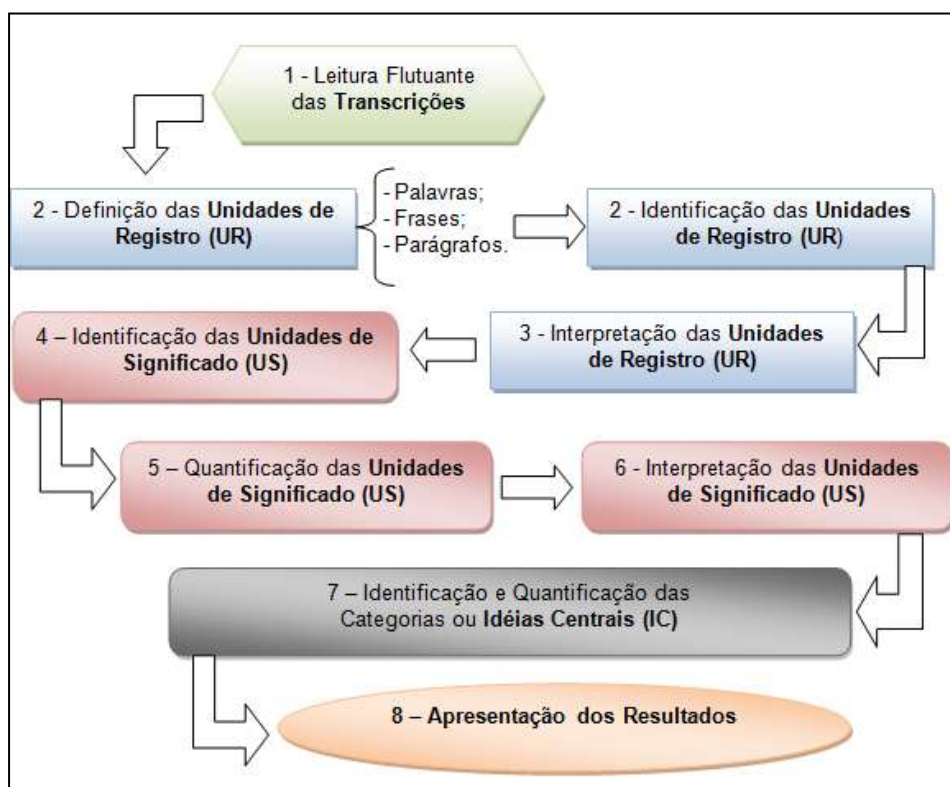 1 - Leitura Flutuante
das Transcrições
2 - Definição das Unidades de
Registro (UR)
- Palavras;
- Frases;
- Parágrafos.
2 - Identificação das Unidades
de Registro (UR)
3 - Interpretação das Unidades
de Registro (UR)
4 – Identificação das Unidades de
Significado (US)
5 – Quantificação das Unidades
de Significado (US)
6 - Interpretação das Unidades
de Significado (US)
7 – Identificação e Quantificação das
Categorias ou Idéias Centrais (IC)
8 – Apresentação dos Resultados